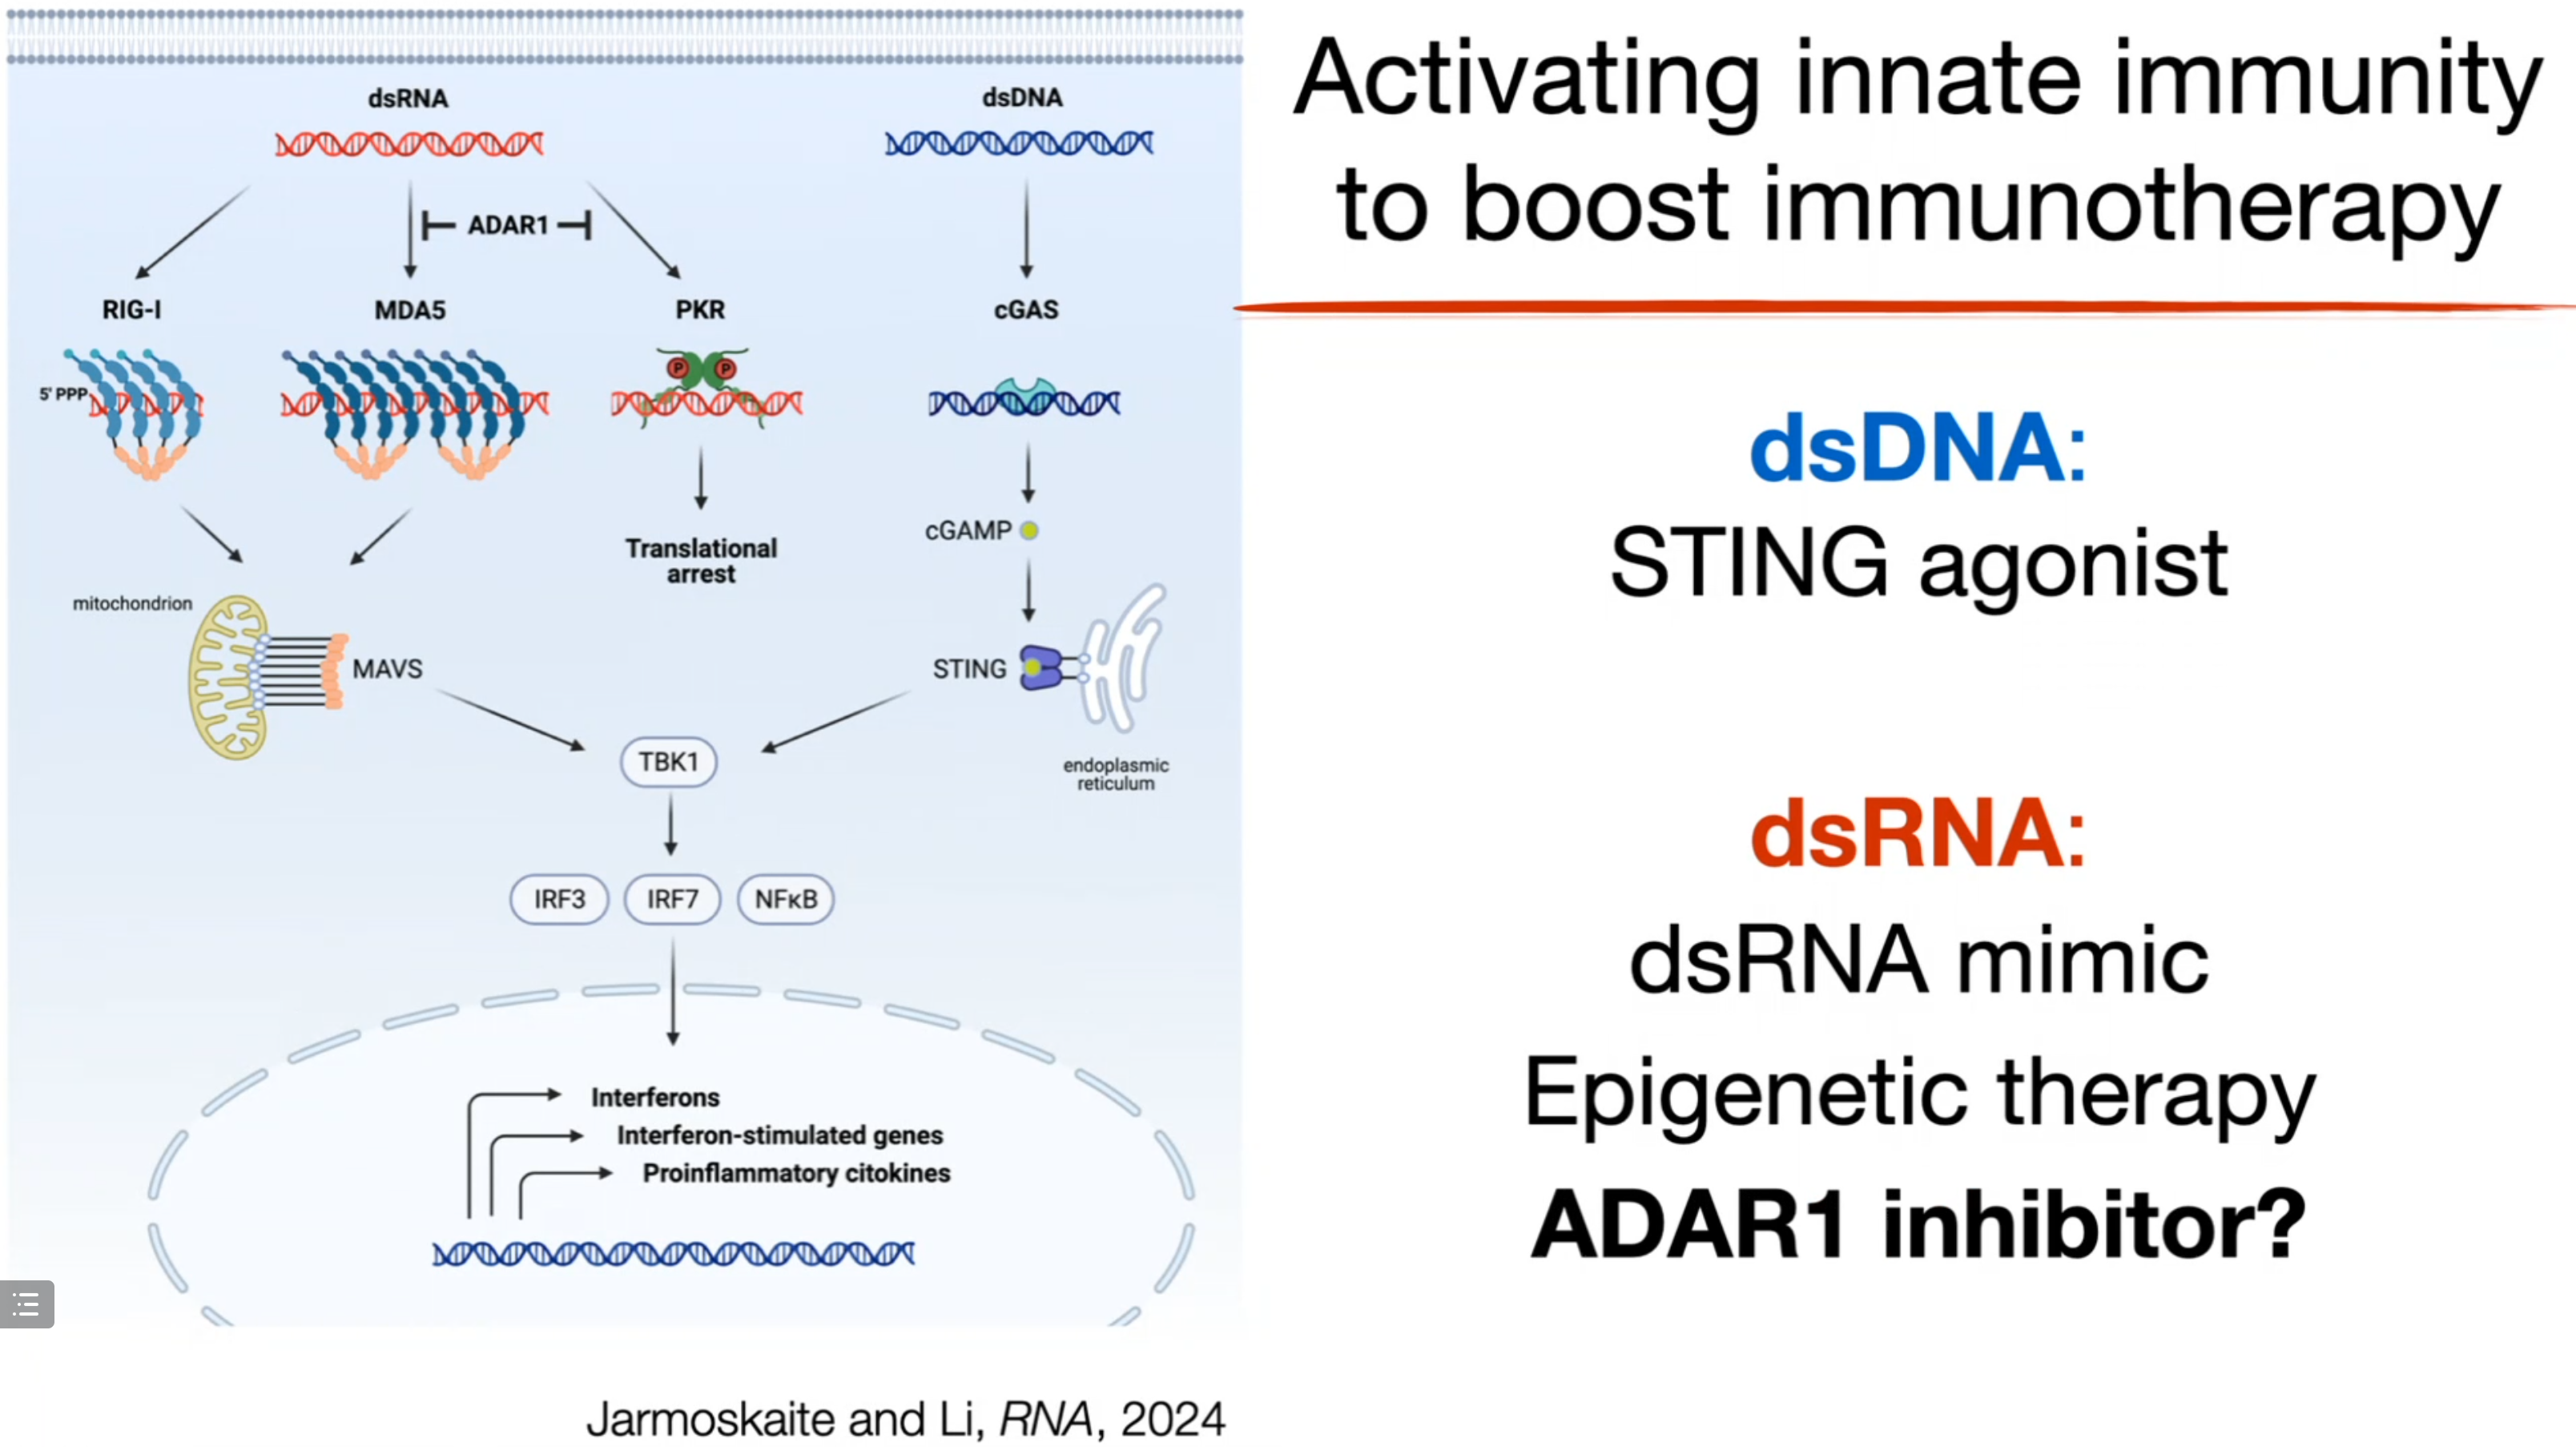 Activating innate immunity
to boost immunotherapy
dsRNA
dsDNA
ADAR1
RIG-I
MDA5
PKR
cGAS
5' PPP
P
P
cGAMP
Translational
arrest
mitochondrion
MAVS
STING
TBK1
endoplasmic
reticulum
IRF3
IRF7
NFκB
Interferons
Interferon-stimulated genes
Proinflammatory citokines
dsDNA:
STING agonist
dsRNA:
dsRNA mimic
Epigenetic therapy
ADAR1 inhibitor?
Jarmoskaite and Li, RNA, 2024